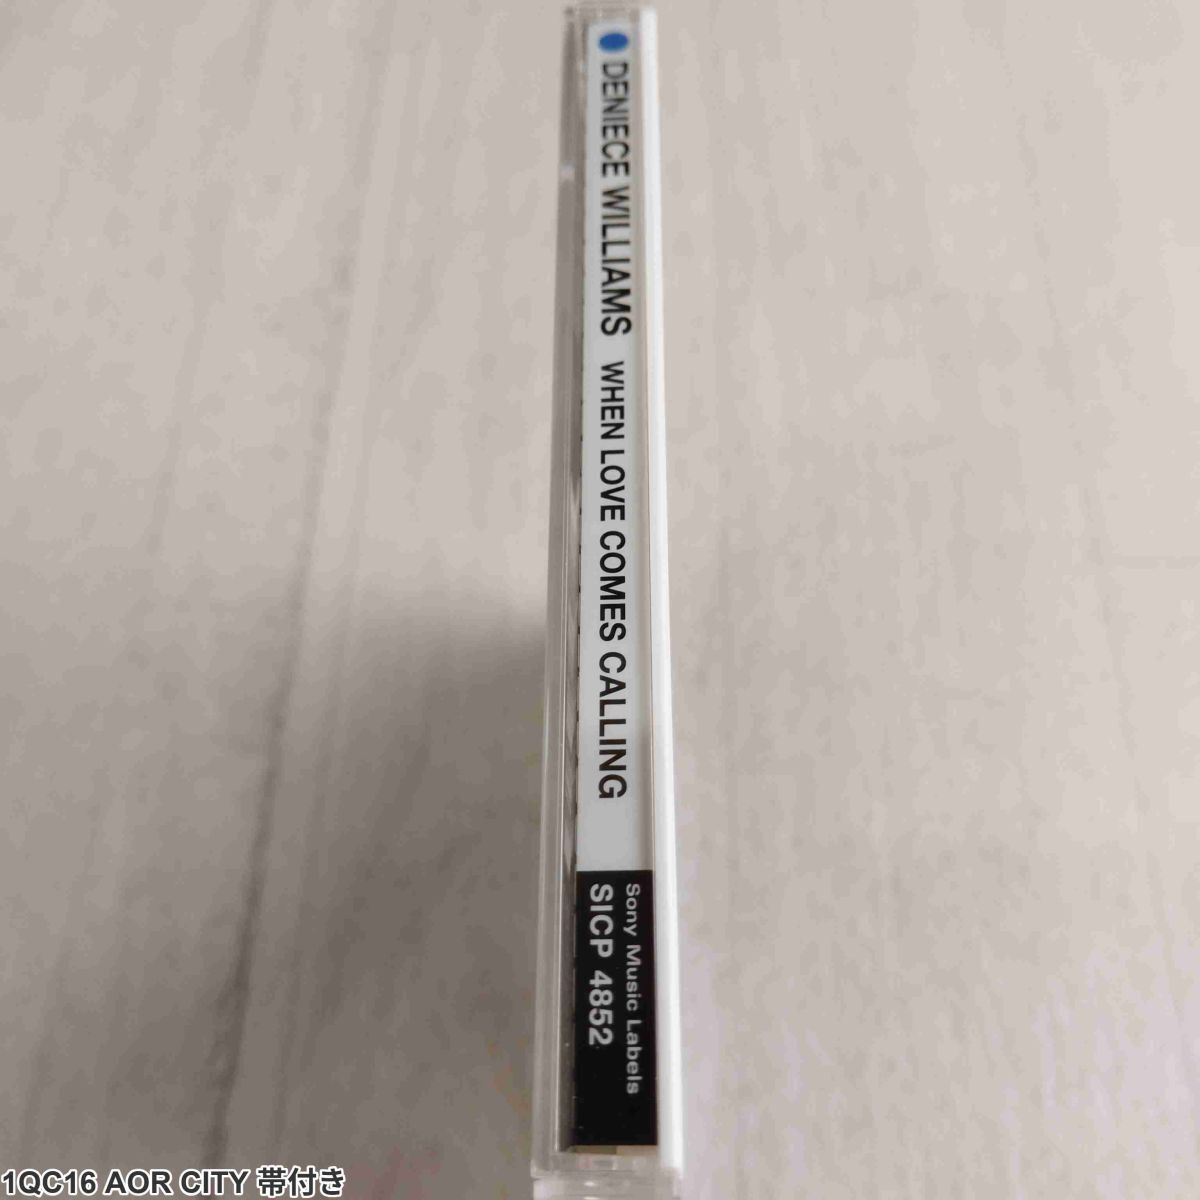 DENIECE WILLIAMS WHEN LOVE COMES CALLING
Sony Music Labels
SICP 4852
1QC16 AOR CITY 帯付き